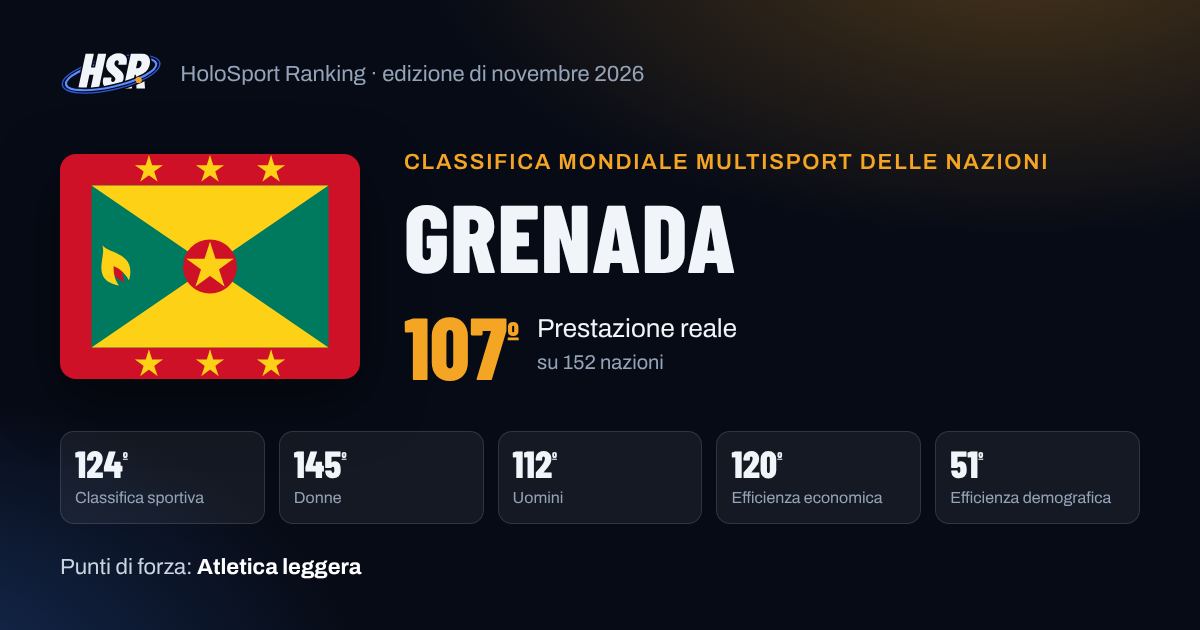 HSR
HoloSport Ranking · edizione di novembre 2026
CLASSIFICA MONDIALE MULTISPORT DELLE NAZIONI
GRENADA
107º
Prestazione reale
su 152 nazioni
124º
Classifica sportiva
145º
Donne
112º
Uomini
120º
Efficienza economica
51º
Efficienza demografica
Punti di forza: Atletica leggera